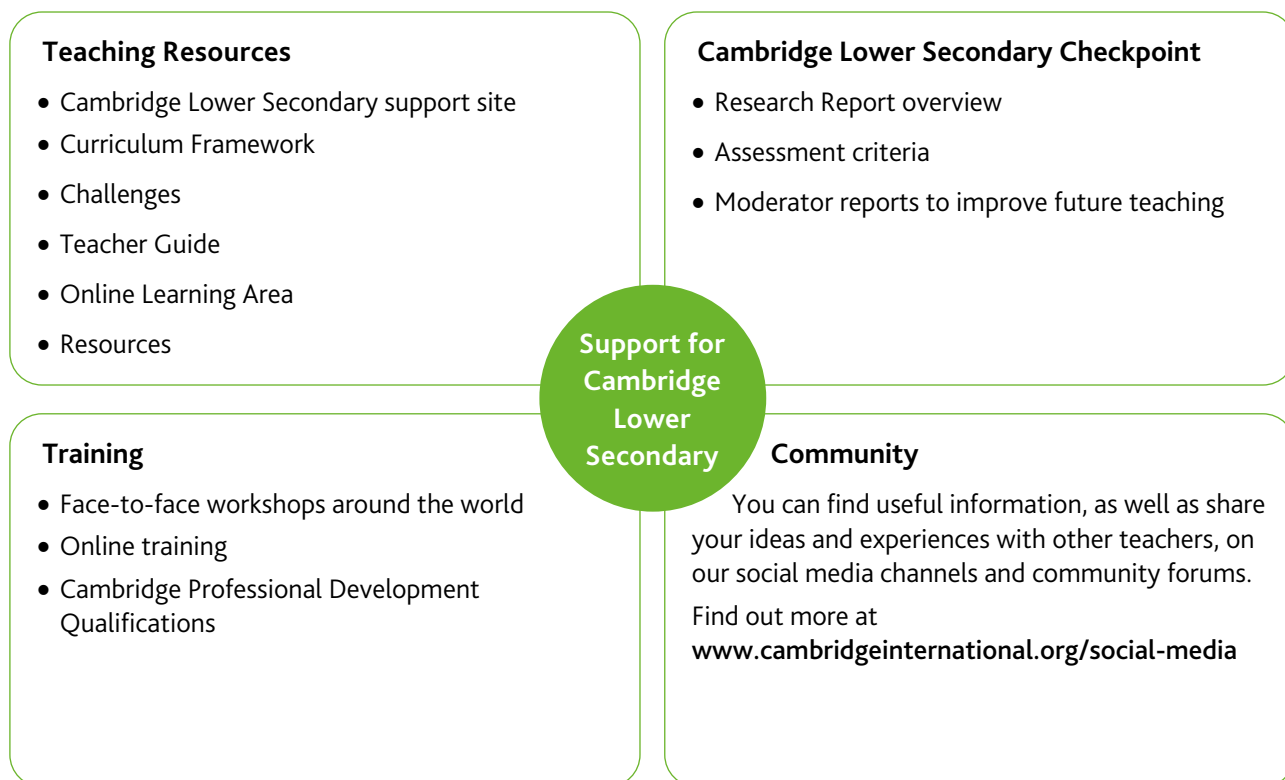 Teaching Resources
• Cambridge Lower Secondary support site
• Curriculum Framework
• Challenges
• Teacher Guide
• Online Learning Area
• Resources
Cambridge Lower Secondary Checkpoint
• Research Report overview
• Assessment criteria
• Moderator reports to improve future teaching
Support for
Cambridge
Lower
Secondary
Training
• Face-to-face workshops around the world
• Online training
• Cambridge Professional Development
Qualifications
Community
You can find useful information, as well as share
your ideas and experiences with other teachers, on
our social media channels and community forums.
Find out more at
www.cambridgeinternational.org/social-media